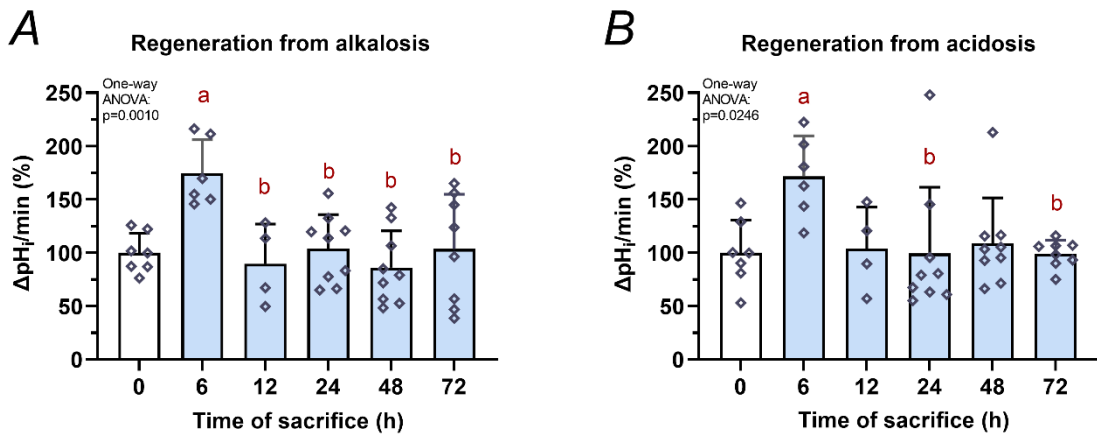 A
Regeneration from alkalosis
One-way
ANOVA:
p=0.0010
ΔpHi/min (%)
250
200
150
100
50
0
a
b
b
b
b
0 6 12 24 48 72
Time of sacrifice (h)
B
Regeneration from acidosis
One-way
ANOVA:
p=0.0246
ΔpHi/min (%)
250
200
150
100
50
0
a
b
b
0 6 12 24 48 72
Time of sacrifice (h)